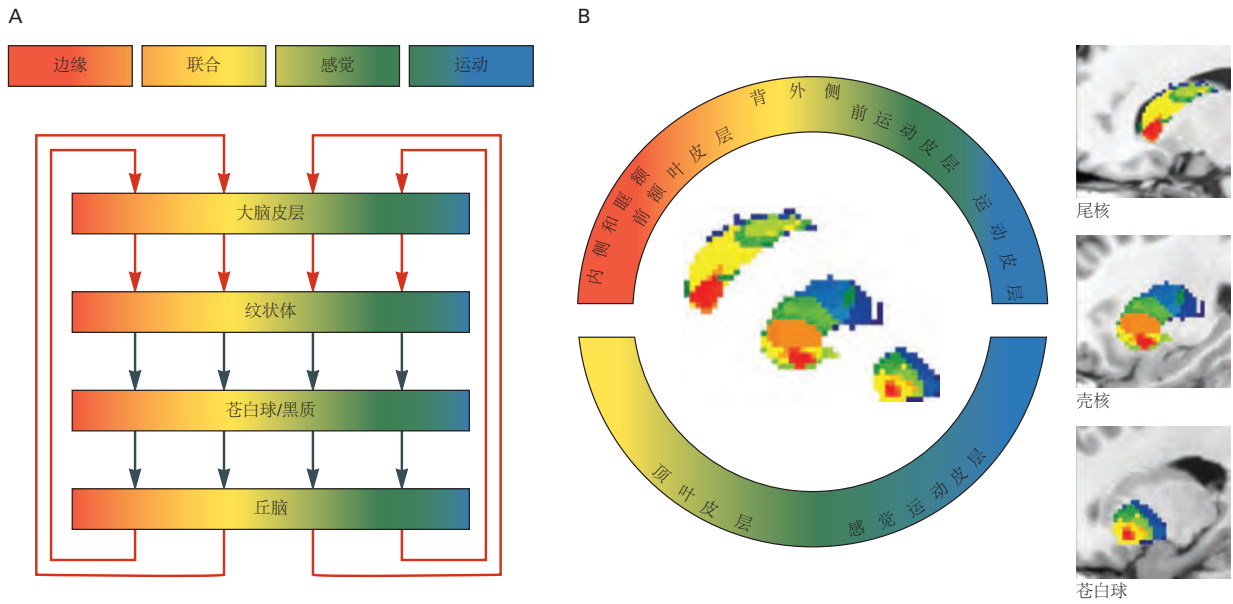 A
B
边缘
联合
感觉
运动
大脑皮层
纹状体
苍白球/黑质
丘脑
内侧和眶额
前额叶皮层
背外侧
前运动皮层
运动皮层
顶叶皮层
感觉运动皮层
尾核
壳核
苍白球